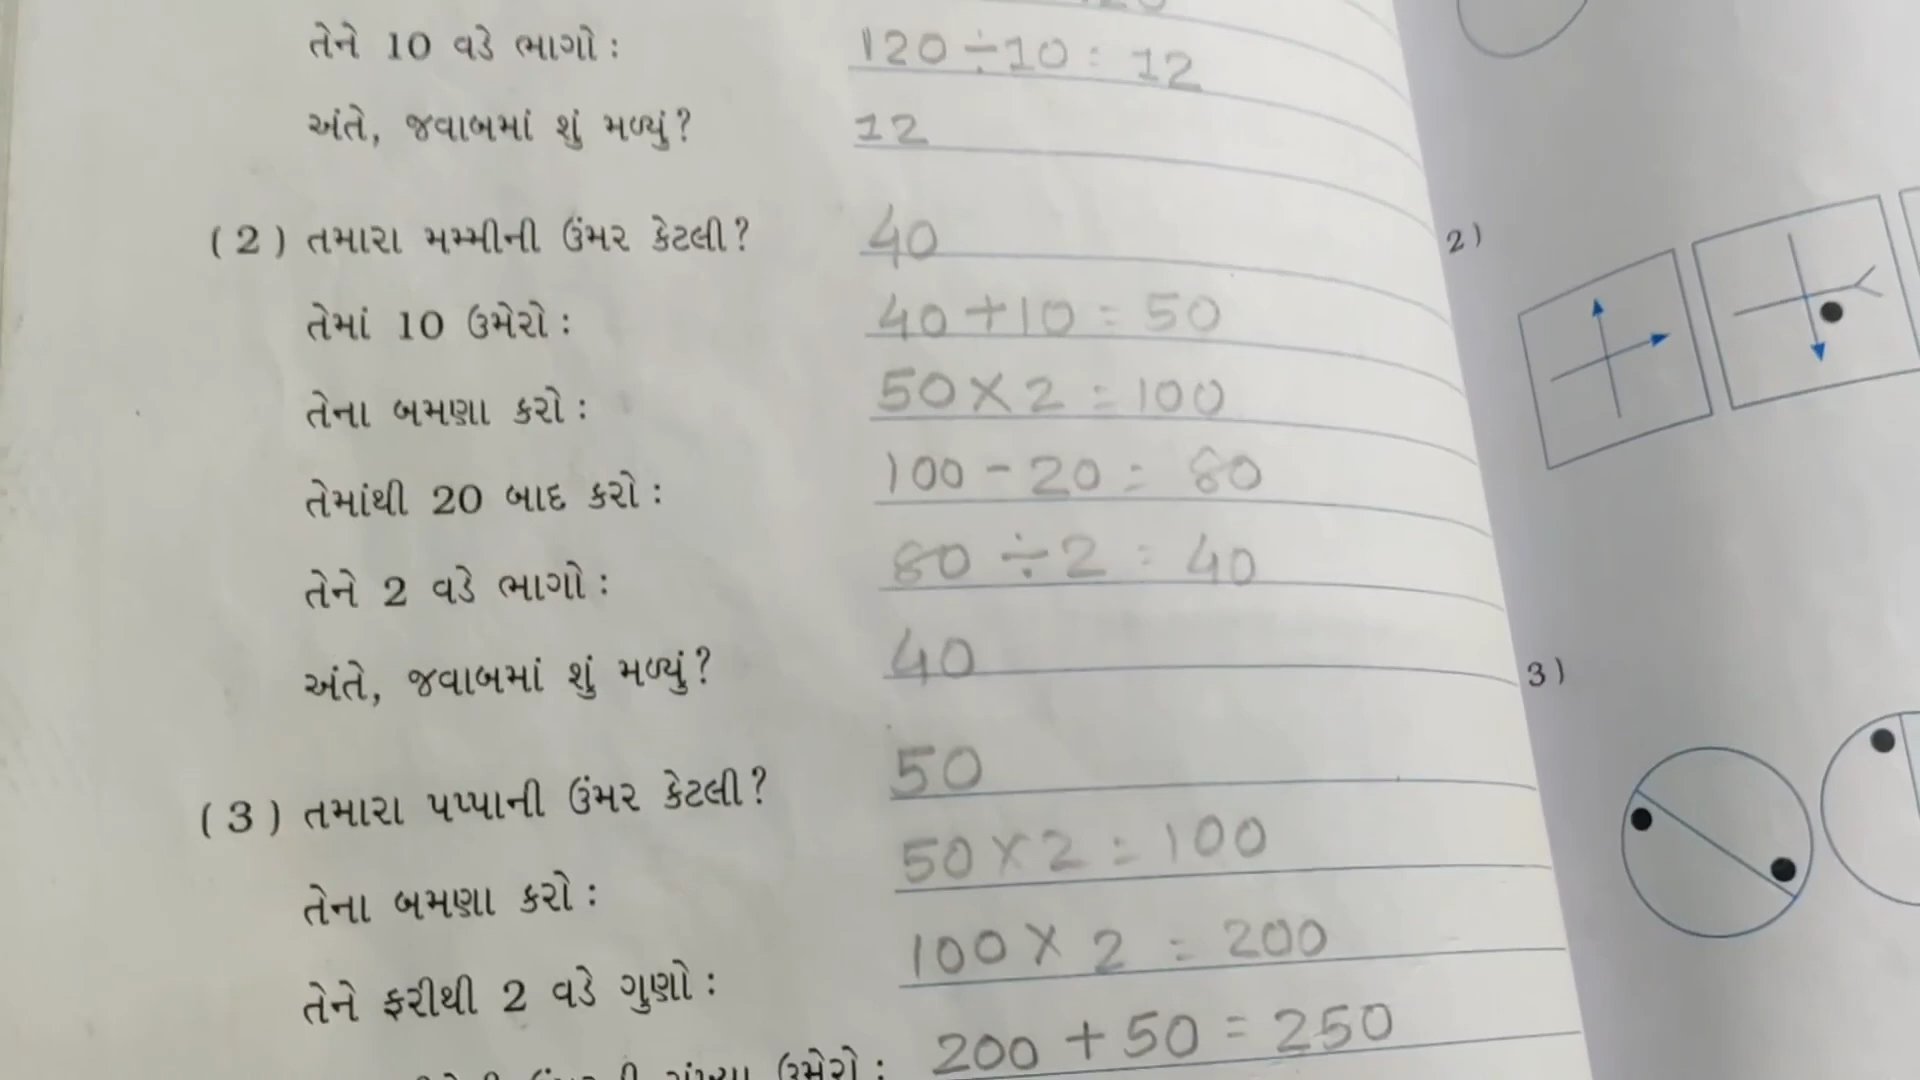 તેને 10 વડે ભાગો : 120 ÷ 10 = 12
અંતે, જવાબમાં શું મળ્યું? 12
(2) તમારા મમ્મીની ઉંમર કેટલી? 40
તેમાં 10 ઉમેરો : 40 + 10 = 50
તેના બમણા કરો : 50 × 2 = 100
તેમાંથી 20 બાદ કરો : 100 - 20 = 80
તેને 2 વડે ભાગો : 80 ÷ 2 = 40
અંતે, જવાબમાં શું મળ્યું? 40
(3) તમારા પપ્પાની ઉંમર કેટલી? 50
તેના બમણા કરો : 50 × 2 = 100
તેને ફરીથી 2 વડે ગુણો : 100 × 2 = 200
ઉમેરો : 200 + 50 = 250
2)
3)